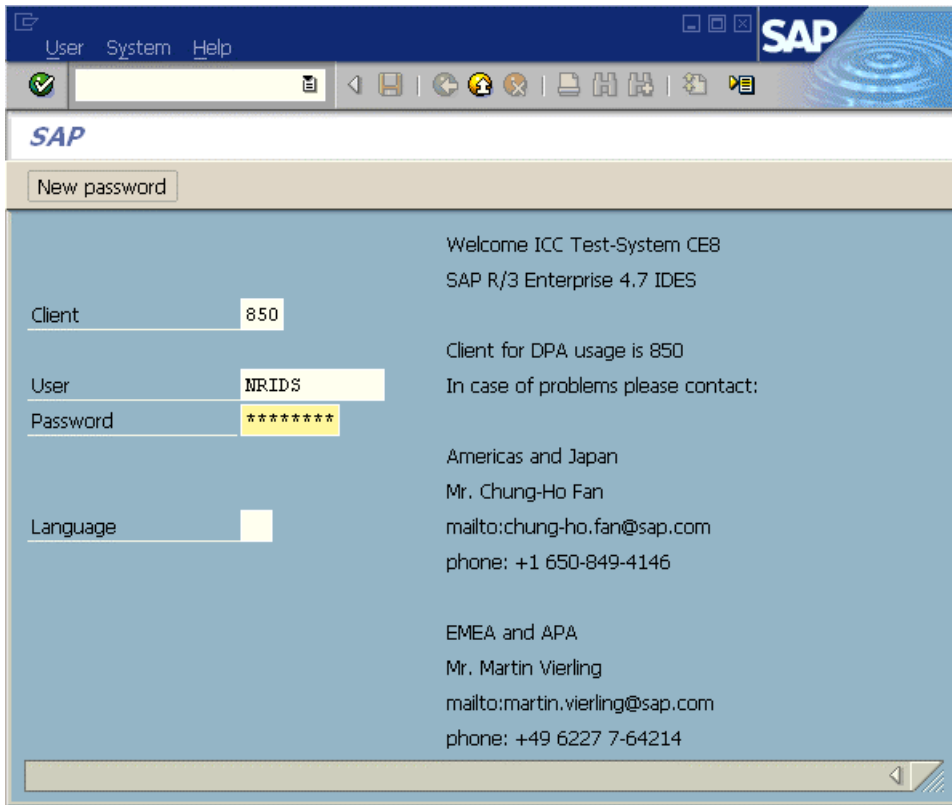 User System Help
SAP
SAP
New password
Welcome ICC Test-System CE8
SAP R/3 Enterprise 4.7 IDES
Client 850
Client for DPA usage is 850
User NRIDS
In case of problems please contact:
Password ********
Americas and Japan
Mr. Chung-Ho Fan
Language
mailto:chung-ho.fan@sap.com
phone: +1 650-849-4146
EMEA and APA
Mr. Martin Vierling
mailto:martin.vierling@sap.com
phone: +49 6227 7-64214